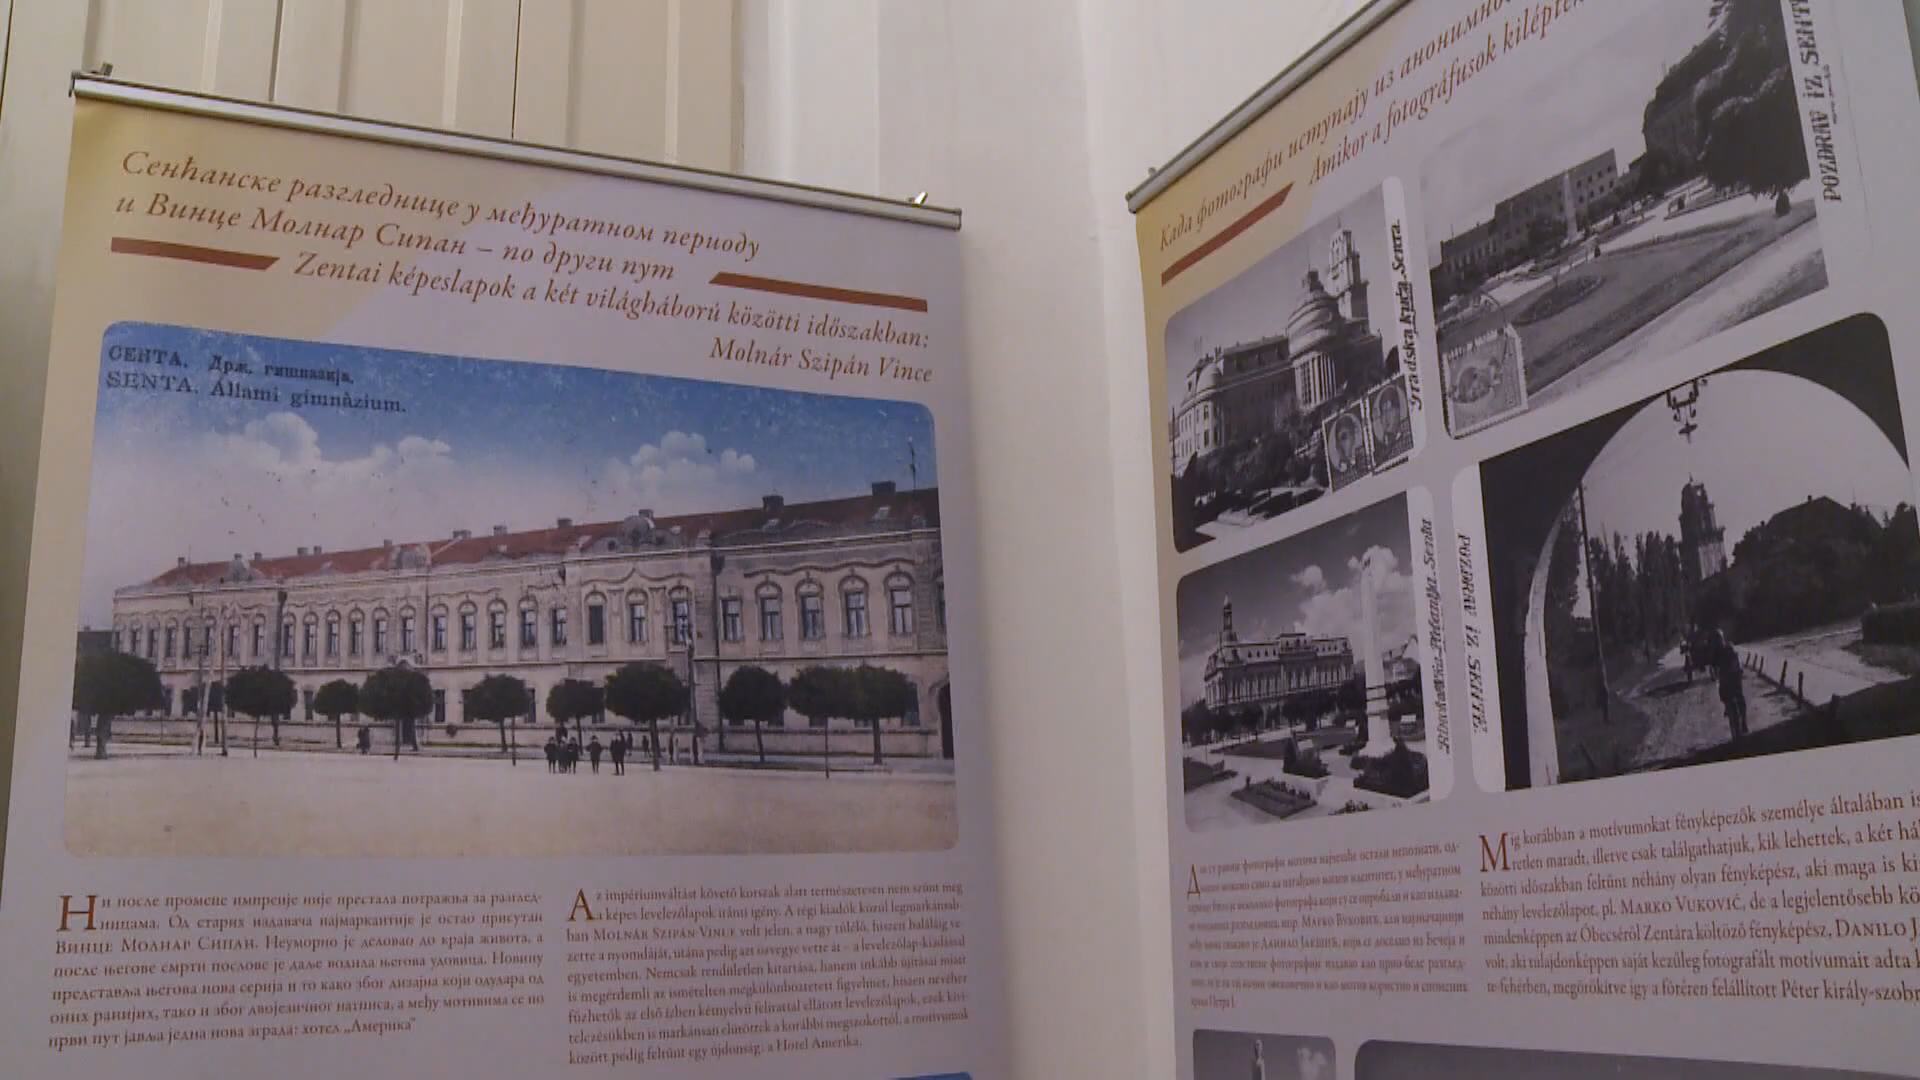 Сенћанске разгледнице у међуратном периоду
и Винце Молнар Сипан – по други пут
Zentai képeslapok a két világháború közötti időszakban:
Molnár Szipán Vince
СЕНТА. Држ. гимназија.
SENTA. Állami gimnàzium.
Ни после промене империје није престала потражња за разглед-
ницама. Од старих издавача најмаркантије је остао присутан
Винце Молнар Сипан. Неуморно је деловао до краја живота, а
после његове смрти послове је даље водила његова удовица. Новину
представља његова нова серија и то како због дизајна који одудара од
оних ранијих, тако и због двојезичног натписа, а међу мотивима се по
први пут јавља једна нова зграда: хотел „Америка”
Az impériumváltást követő korszak alatt természetesen nem szűnt meg
a képes levelezőlapok iránti igény. A régi kiadók közül legmarkánsab-
ban Molnár Szipán Vince volt jelen, a nagy túlélő, hiszen haláláig ve-
zette a nyomdáját, utána pedig azt özvegye vette át – a levelezőlap-kiadással
egyetemben. Nemcsak rendületlen kitartása, hanem inkább újításai miatt
is megérdemli az ismételten megkülönböztetett figyelmet, hiszen nevéhez
fűzhetők az első ízben kétnyelvű felirattal ellátott levelezőlapok, ezek kivi-
telezésükben is markánsan elütöttek a korábbi megszokottól, a motívumok
között pedig feltűnt egy újdonság: a Hotel Amerika.
Када фотографи иступају из анонимно
Amikor a fotográfusok kilépte
Gradska kuća. Senta.
POZDRAV iZ SENT
POZDRAV iZ SENTE.
Senta
Mig korábban a motívumokat fényképezők személye általában is
retlen maradt, illetve csak találgathatjuk, kik lehettek, a két há
közötti időszakban feltűnt néhány olyan fényképész, aki maga is ki
néhány levelezőlapot, pl. Marko Vuković, de a legjelentősebb kö
mindenképpen az Óbecséről Zentára költöző fényképész, Danilo J
volt, aki tulajdonképpen saját kezűleg fotografált motívumait adta k
te-fehérben, megörökítve így a főtéren felállított Péter király-szobr